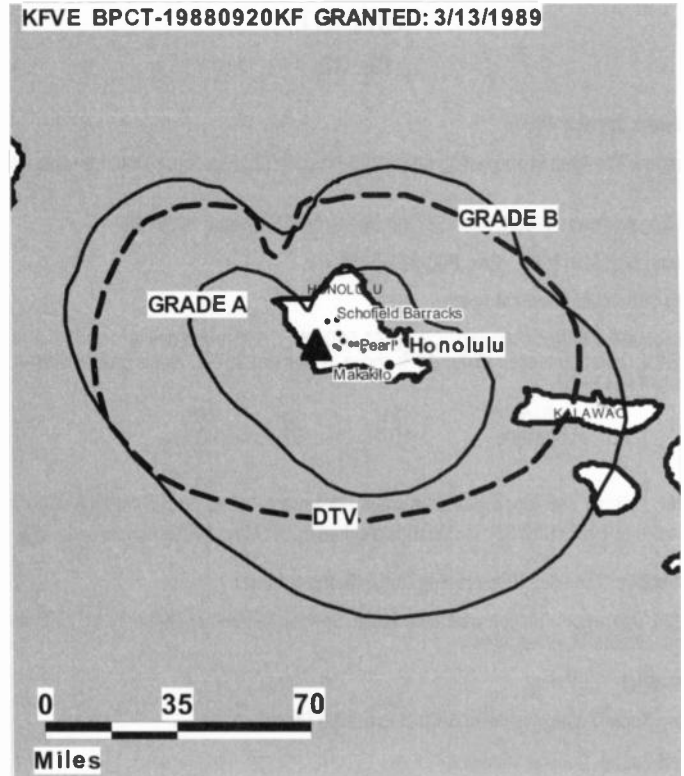 KFVE BPCT-19880920KF GRANTED: 3/13/1989
GRADE B
HONOLULU
GRADE A
Schofield Barracks
Pearl Honolulu
Makakilo
KALAWAO
DTV
0 35 70
Miles